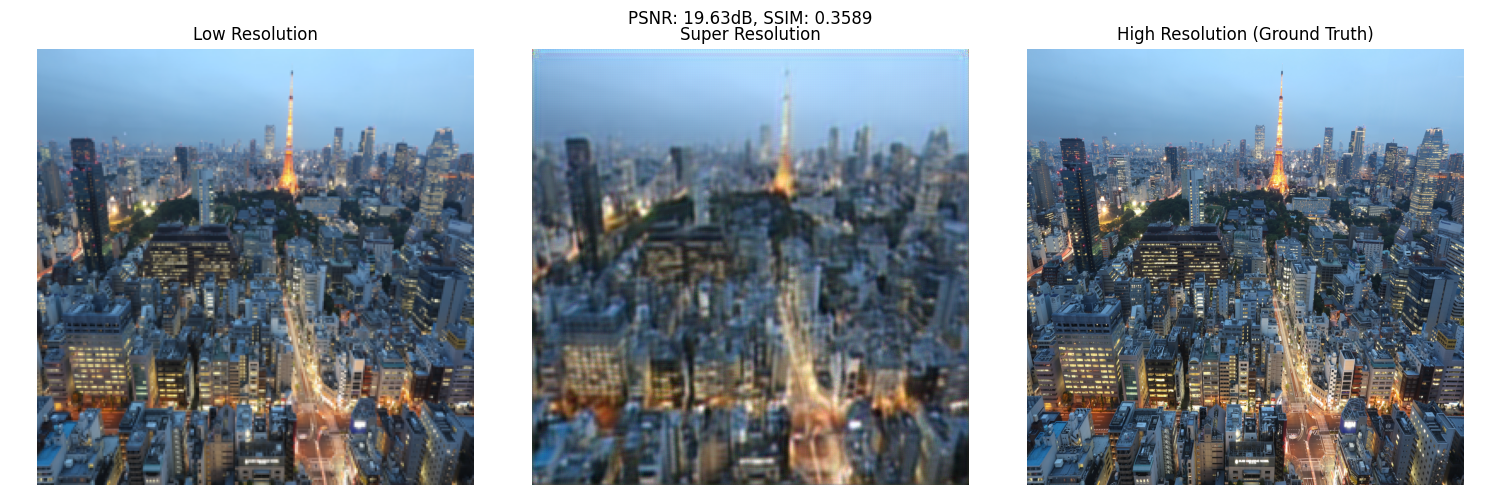 PSNR: 19.63dB, SSIM: 0.3589
Low Resolution
Super Resolution
High Resolution (Ground Truth)